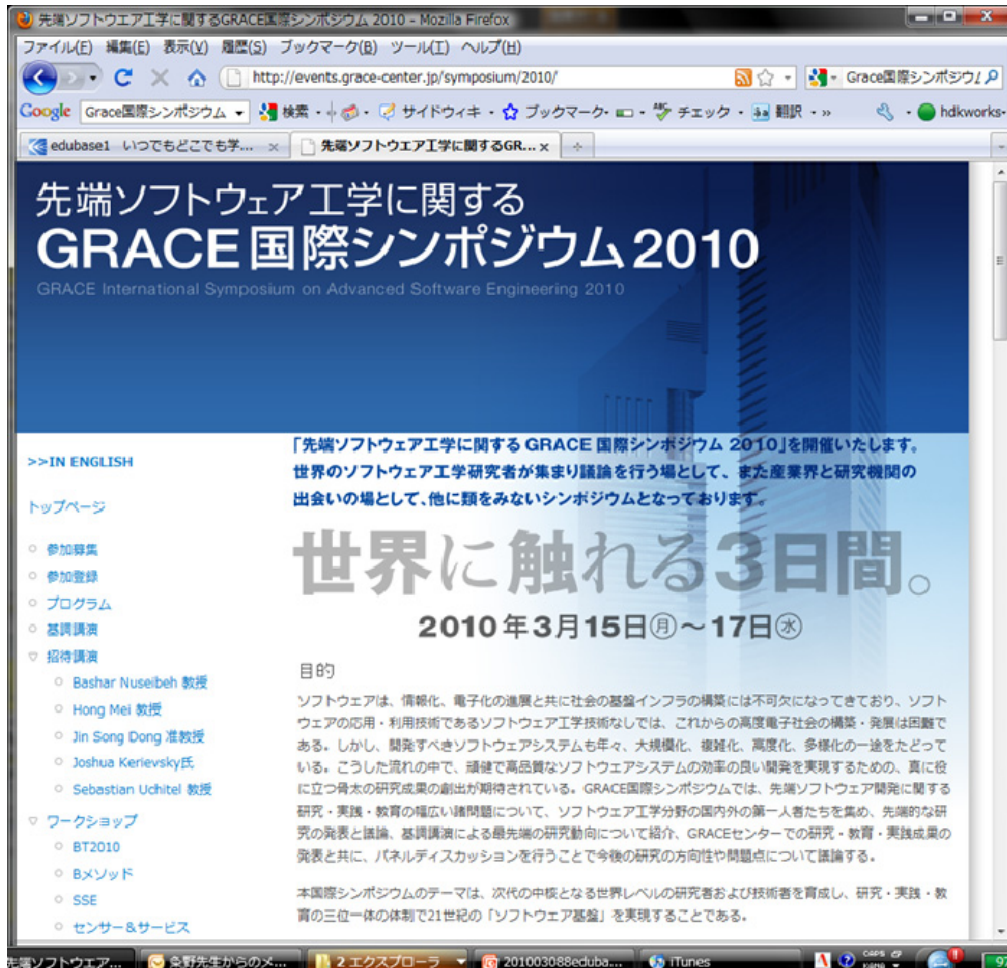 先端ソフトウエア工学に関するGRACE国際シンポジウム 2010 - Mozilla Firefox
ファイル(F) 編集(E) 表示(V) 履歴(S) ブックマーク(B) ツール(T) ヘルプ(H)
http://events.grace-center.jp/symposium/2010/
Grace国際シンポジウム
Google Grace国際シンポジウム 検索 サイドウィキ ブックマーク チェック 翻訳 » hdkworks
edubase1 いつでもどこでも学... 先端ソフトウエア工学に関するGR...
先端ソフトウェア工学に関する
GRACE 国際シンポジウム 2010
GRACE International Symposium on Advanced Software Engineering 2010
>>IN ENGLISH
トップページ
参加募集
参加登録
プログラム
基調講演
招待講演
Bashar Nuseibeh 教授
Hong Mei 教授
Jin Song Dong 准教授
Joshua Kerievsky氏
Sebastian Uchitel 教授
ワークショップ
BT2010
Bメソッド
SSE
センサー&サービス
「先端ソフトウェア工学に関する GRACE 国際シンポジウム 2010」を開催いたします。
世界のソフトウェア工学研究者が集まり議論を行う場として、また産業界と研究機関の
出会いの場として、他に類をみないシンポジウムとなっております。
世界に触れる3日間。
2010年3月15日㊊～17日㊌
目的
ソフトウェアは、情報化、電子化の進展と共に社会の基盤インフラの構築には不可欠になってきており、ソフト
ウェアの応用・利用技術であるソフトウェア工学技術なしでは、これからの高度電子社会の構築・発展は困難で
ある。しかし、開発すべきソフトウェアシステムも年々、大規模化、複雑化、高度化、多様化の一途をたどって
いる。こうした流れの中で、頑健で高品質なソフトウェアシステムの効率の良い開発を実現するための、真に役
に立つ骨太の研究成果の創出が期待されている。GRACE国際シンポジウムでは、先端ソフトウェア開発に関する
研究・実践・教育の幅広い諸問題について、ソフトウェア工学分野の国内外の第一人者たちを集め、先端的な研
究の発表と議論、基調講演による最先端の研究動向について紹介、GRACEセンターでの研究・教育・実践成果の
発表と共に、パネルディスカッションを行うことで今後の研究の方向性や問題点について議論する。
本国際シンポジウムのテーマは、次代の中核となる世界レベルの研究者および技術者を育成し、研究・実践・教
育の三位一体の体制で21世紀の「ソフトウェア基盤」を実現することである。
先端ソフトウエア... 粂野先生からのメ... 2 エクスプローラ 201003088eduba... iTunes A CAPS KANA